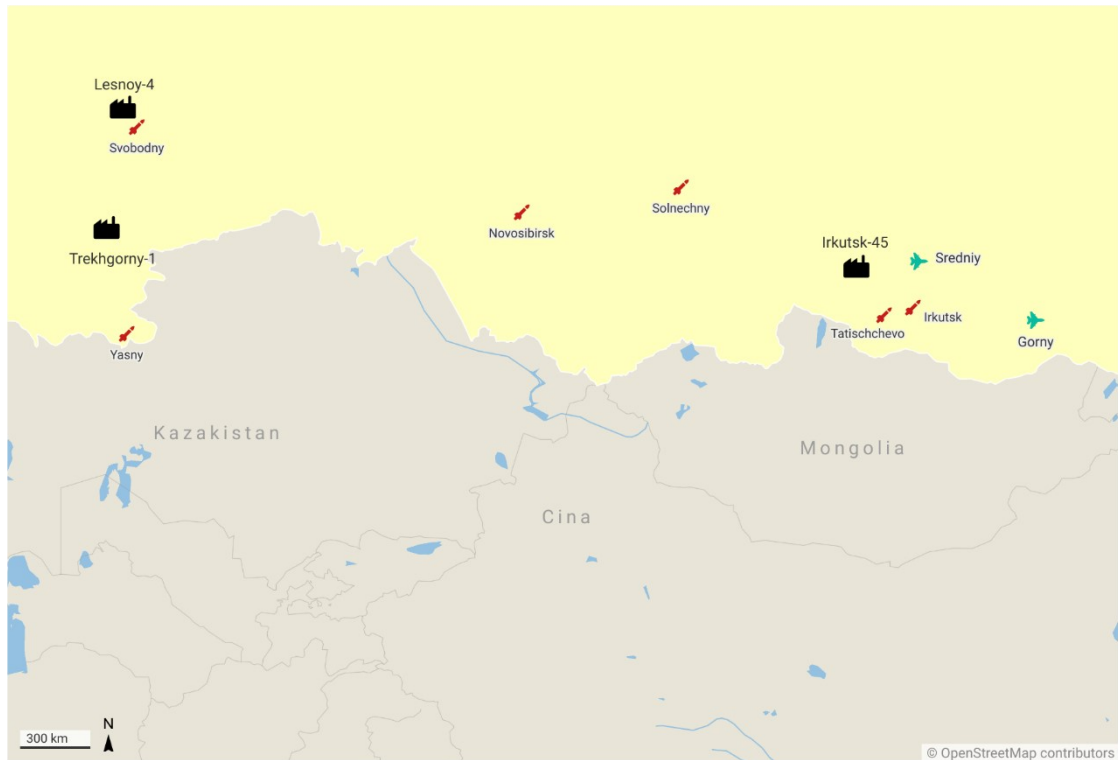 Lesnoy-4
Svobodny
Solnechny
Novosibirsk
Irkutsk-45
Trekhgorny-1
Sredniy
Irkutsk
Tatischchevo
Gorny
Yasny
Kazakistan
Mongolia
Cina
N
300 km
© OpenStreetMap contributors